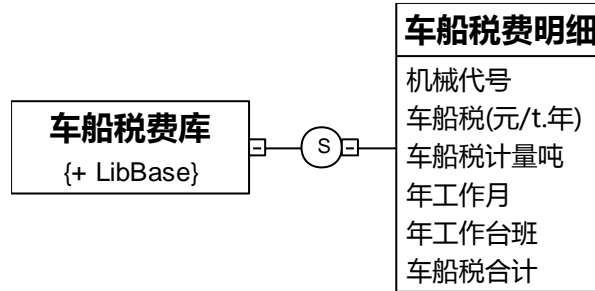 车船税费明细
机械代号
车船税(元/t.年)
车船税计量吨
年工作月
年工作台班
车船税合计
车船税费库
{+ LibBase}
S